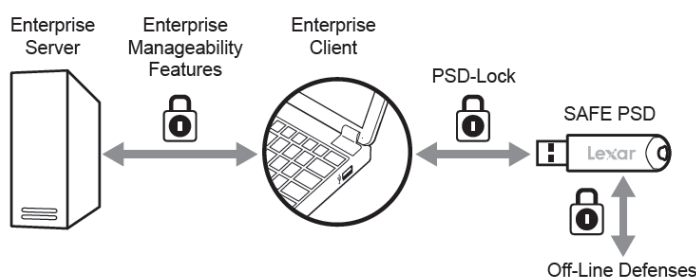 Enterprise
Server
Enterprise
Manageability
Features
Enterprise
Client
PSD-Lock
SAFE PSD
Lexar
Off-Line Defenses